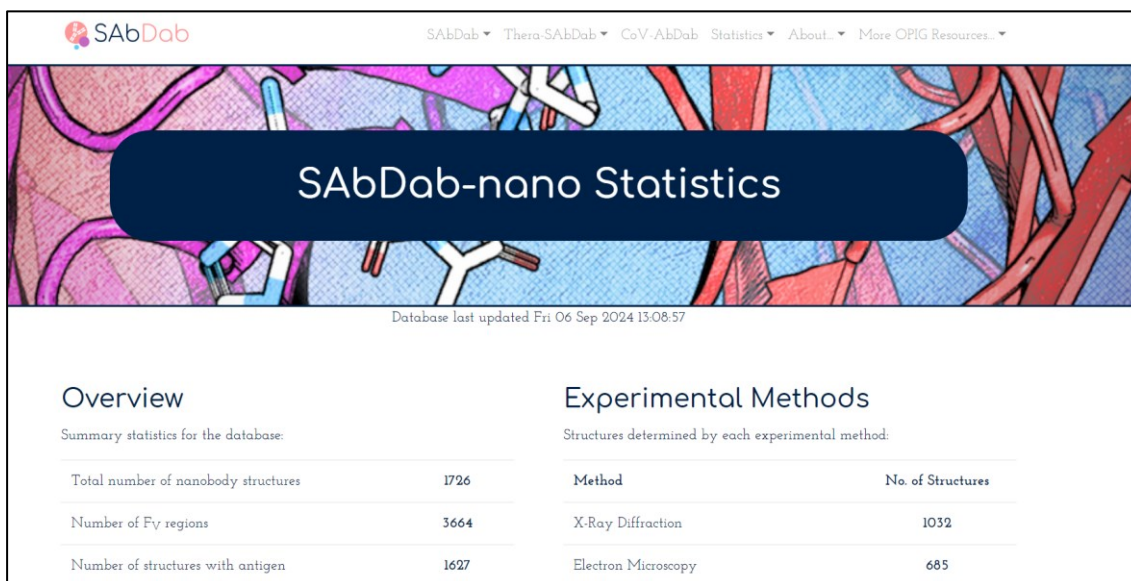 SAbDab
SAbDab Thera-SAbDab CoV-AbDab Statistics About... More OPIG Resources...
SAbDab-nano Statistics
Database last updated Fri 06 Sep 2024 13:08:57
Overview
Summary statistics for the database:
Total number of nanobody structures 1726
Number of FV regions 3664
Number of structures with antigen 1627
Experimental Methods
Structures determined by each experimental method:
Method No. of Structures
X-Ray Diffraction 1032
Electron Microscopy 685